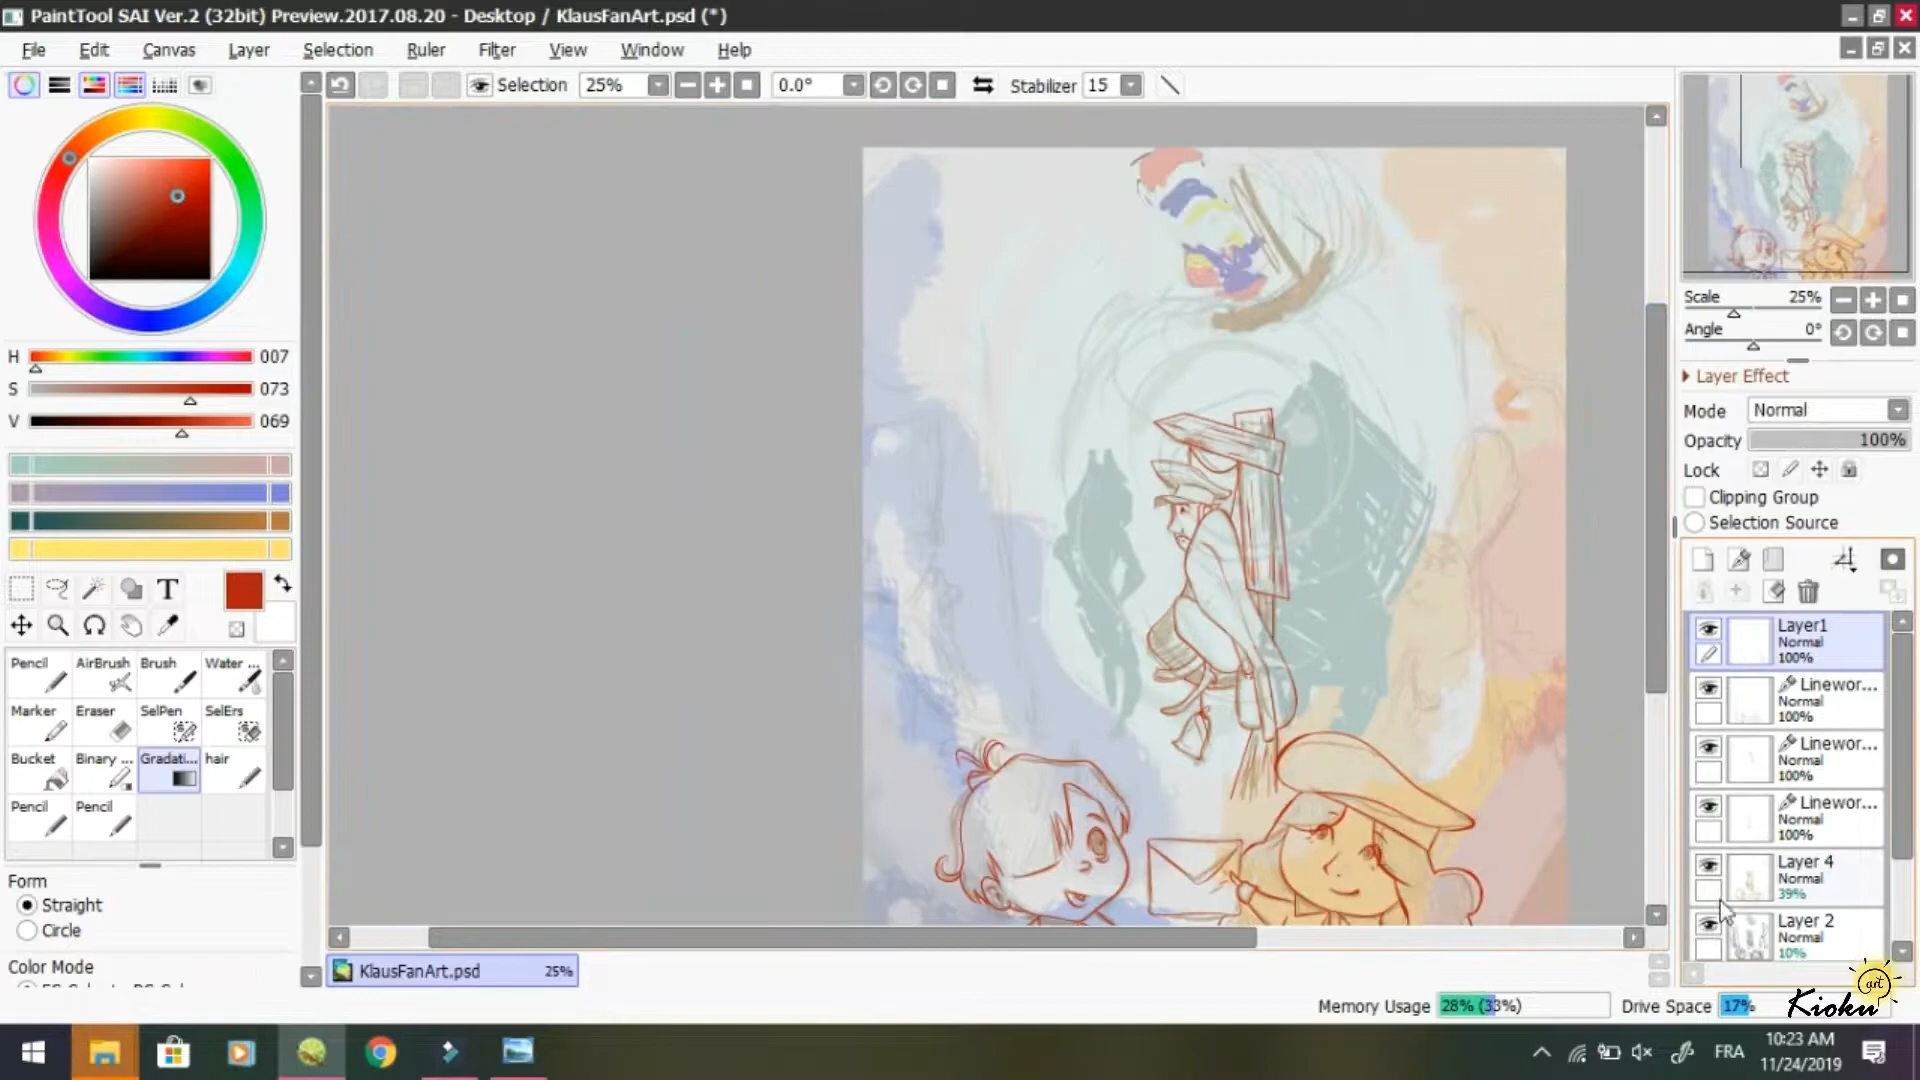 PaintTool SAI Ver.2 (32bit) Preview.2017.08.20 - Desktop / KlausFanArt.psd (*)
File Edit Canvas Layer Selection Ruler Filter View Window Help
Selection 25% 0.0° Stabilizer 15
H 007
S 073
V 069
T
Pencil AirBrush Brush Water ...
Marker Eraser SelPen SelErs
Bucket Binary ... Gradati... hair
Pencil Pencil
Form
Straight
Circle
Color Mode
KlausFanArt.psd 25%
Scale 25%
Angle 0°
Layer Effect
Mode Normal
Opacity 100%
Lock
Clipping Group
Selection Source
Layer1
Normal
100%
Linewor...
Normal
100%
Linewor...
Normal
100%
Linewor...
Normal
100%
Layer 4
Normal
39%
Layer 2
Normal
10%
Memory Usage 28% (33%) Drive Space 17%
art
Kioku
FRA
10:23 AM
11/24/2019